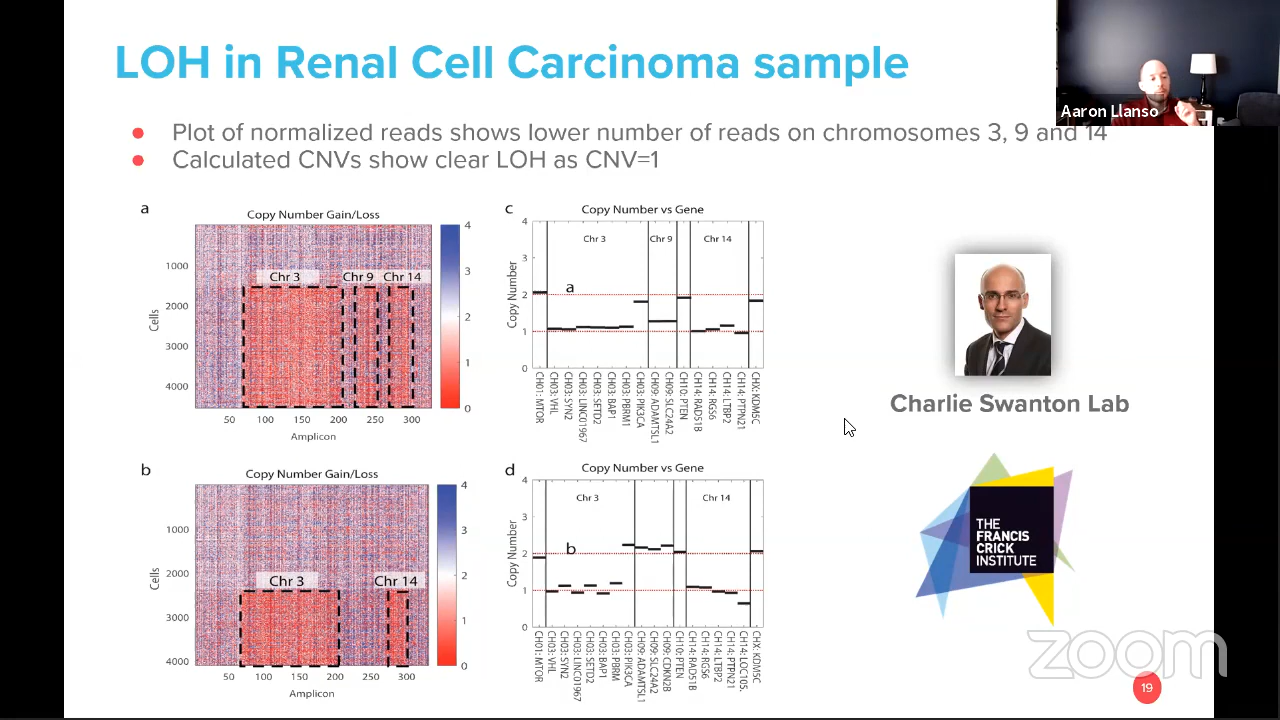 LOH in Renal Cell Carcinoma sample
Aaron Llanso
● Plot of normalized reads shows lower number of reads on chromosomes 3, 9 and 14
● Calculated CNVs show clear LOH as CNV=1
a
Copy Number Gain/Loss
Chr 3 Chr 9 Chr 14
Cells
1000
2000
3000
4000
50 100 150 200 250 300
Amplicon
4
3
2
1
0
c
Copy Number vs Gene
Chr 3 Chr 9 Chr 14
a
Copy Number
4
3
2
1
0
CH01: MTOR
CH03: VHL
CH03: SYN2
CH03: LINC01967
CH03: SETD2
CH03: BAP1
CH03: PBRM1
CH03: PIK3CA
CH09: ADAMTSL1
CH09: SLC24A2
CH10: PTEN
CH14: RAD51B
CH14: RGS6
CH14: LTBP2
CH14: PTPN21
CHX: KDM5C
Charlie Swanton Lab
b
Copy Number Gain/Loss
Chr 3 Chr 14
Cells
1000
2000
3000
4000
50 100 150 200 250 300
Amplicon
4
3
2
1
0
d
Copy Number vs Gene
Chr 3 Chr 14
b
Copy Number
4
3
2
1
0
CH01: MTOR
CH03: VHL
CH03: SYN2
CH03: LINC01967
CH03: SETD2
CH03: BAP1
CH03: PBRM
CH03: PIK3CA
CH09: ADAMTSL1
CH09: SLC24A2
CH09: CDKN2B
CH10: PTEN
CH14: RAD51B
CH14: RGS6
CH14: LTBP2
CH14: PTPN21
CH14: LOC105.
CHX: KDM5C
THE
FRANCIS
CRICK
INSTITUTE
zoom
19